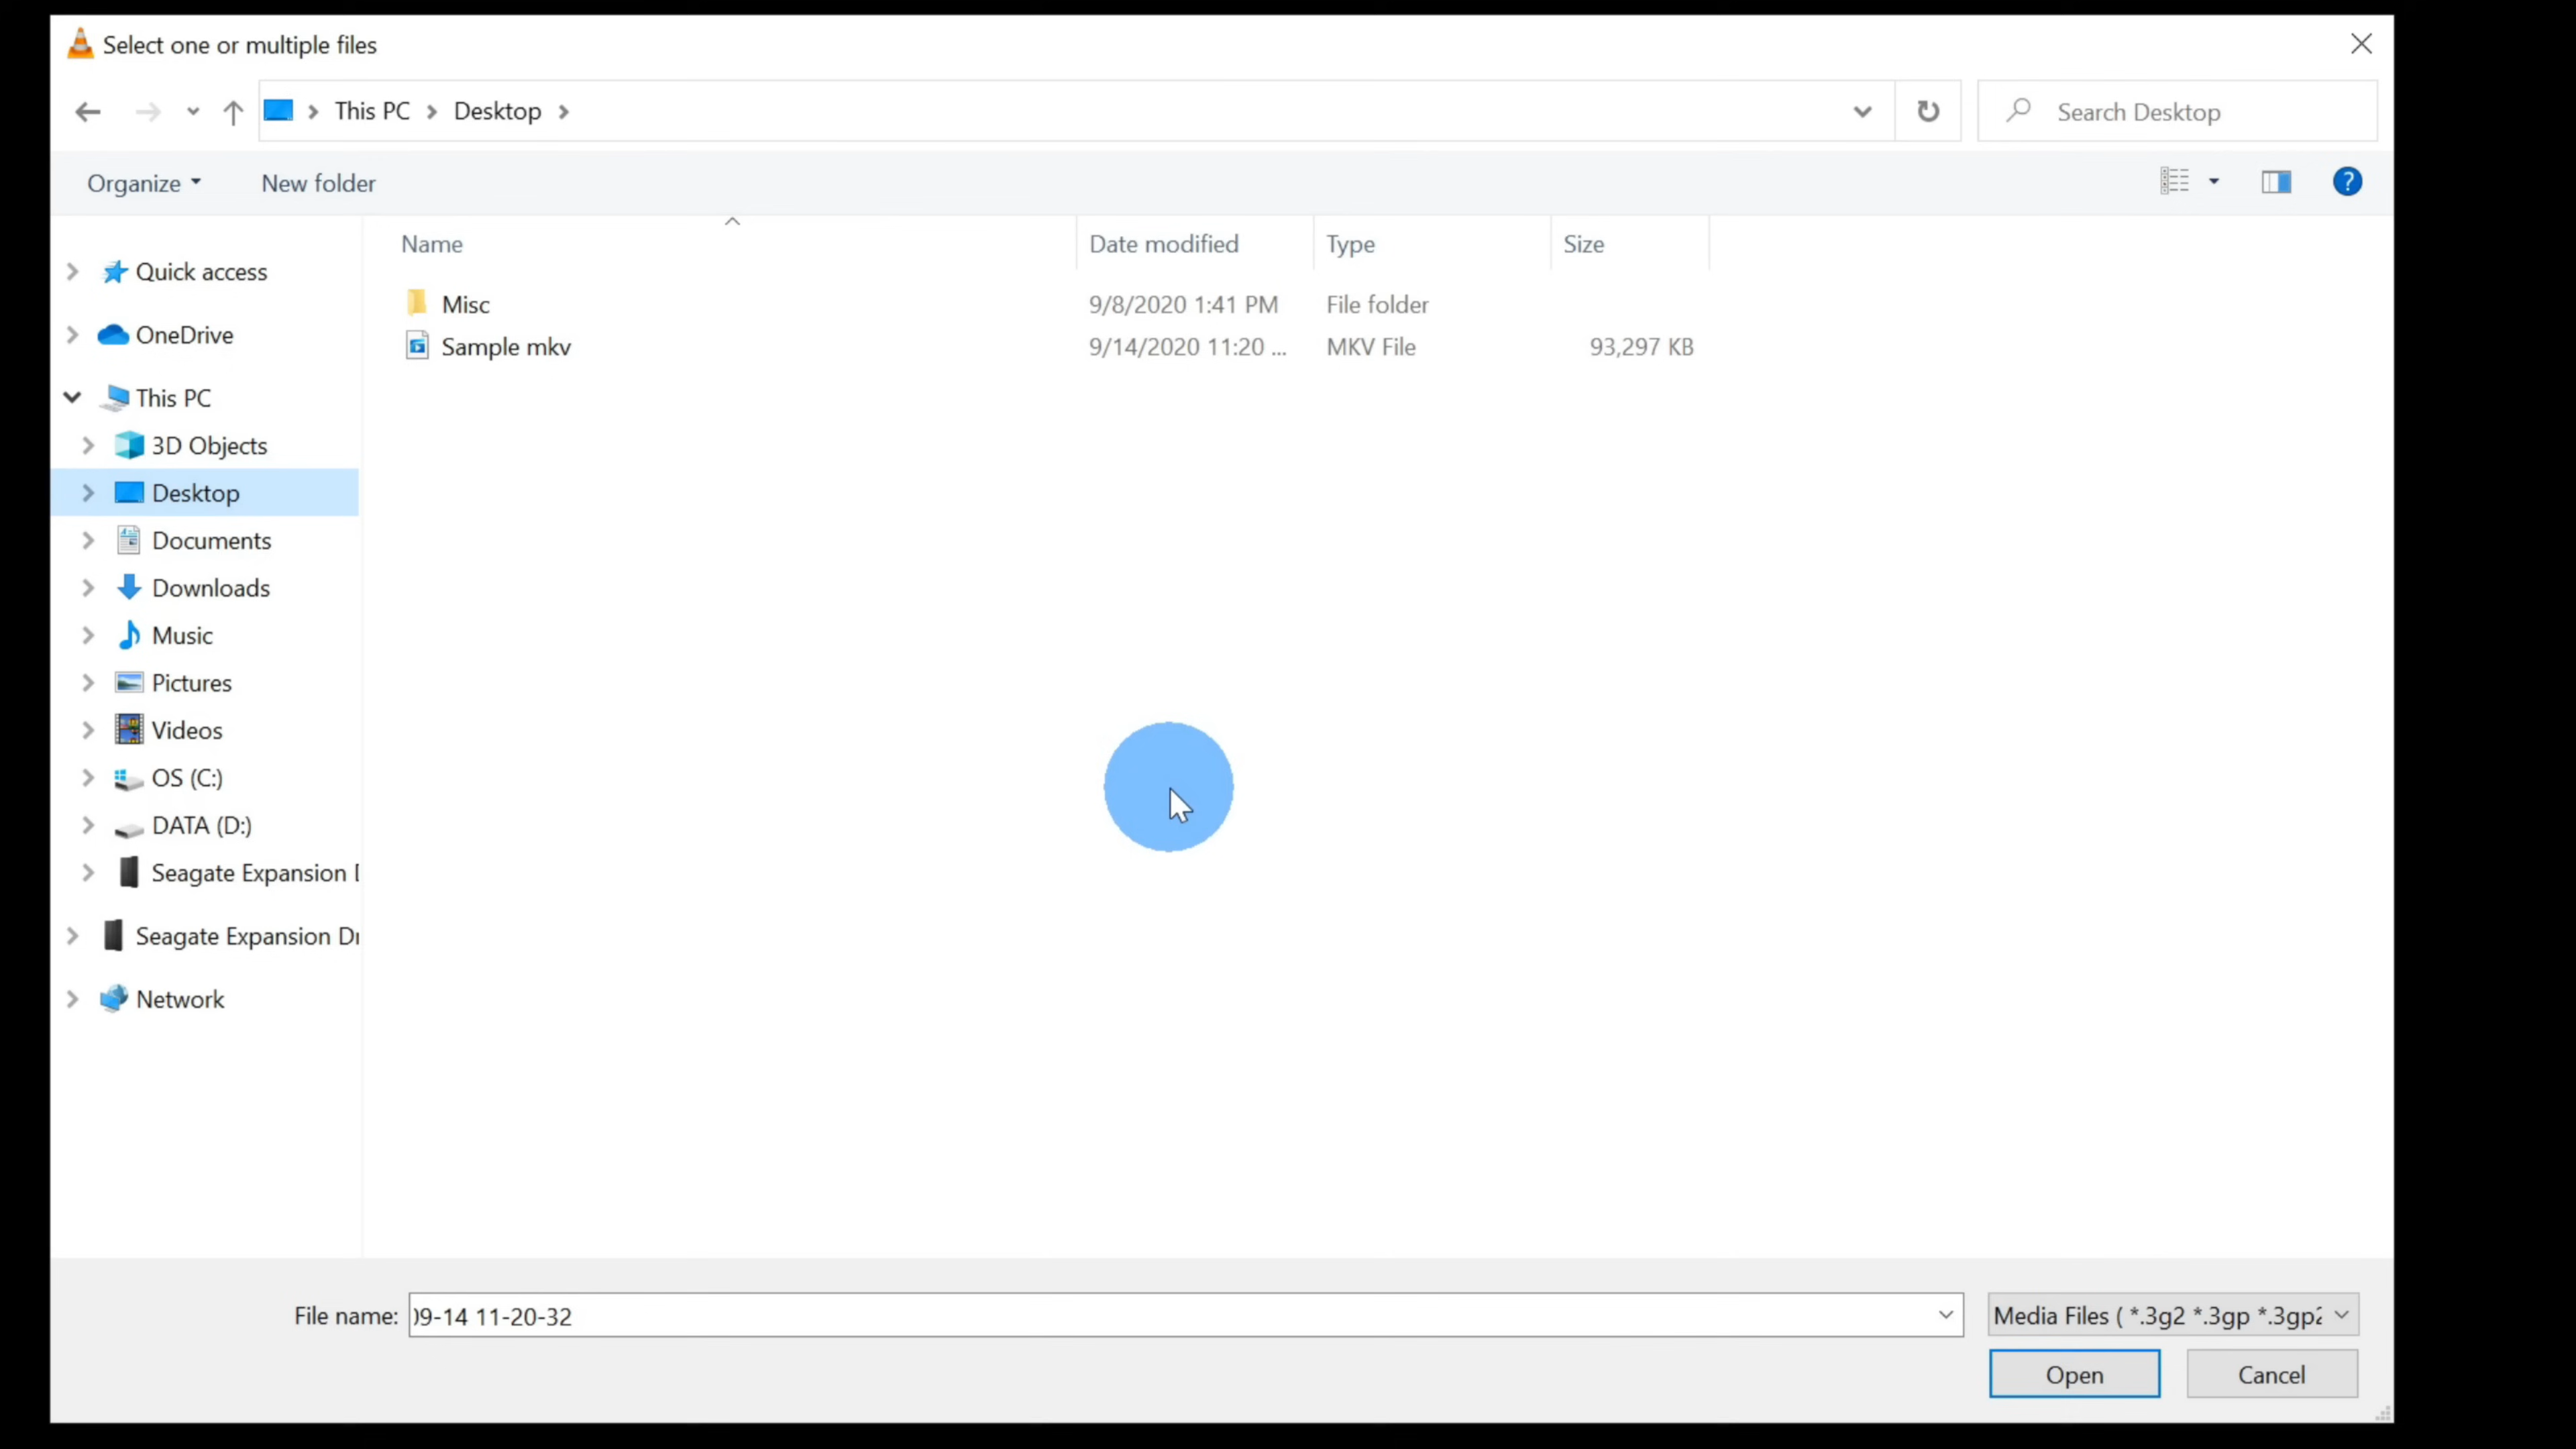 Select one or multiple files
This PC Desktop
Search Desktop
Organize New folder
?
Name Date modified Type Size
Quick access
OneDrive
This PC
3D Objects
Desktop
Documents
Downloads
Music
Pictures
Videos
OS (C:)
DATA (D:)
Seagate Expansion
Seagate Expansion
Network
Misc 9/8/2020 1:41 PM File folder
Sample mkv 9/14/2020 11:20 ... MKV File 93,297 KB
File name: 9-14 11-20-32 Media Files ( *.3g2 *.3gp *.3gp2
Open Cancel